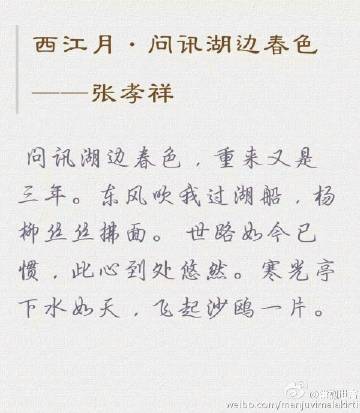 西江月·问讯湖边春色
——张孝祥
问讯湖边春色，重来又是
三年。东风吹我过湖船，杨
柳丝丝拂面。世路如今已
惯，此心到处悠然。寒光亭
下水如天，飞起沙鸥一片。
weibo.com/manjuvimalakirti